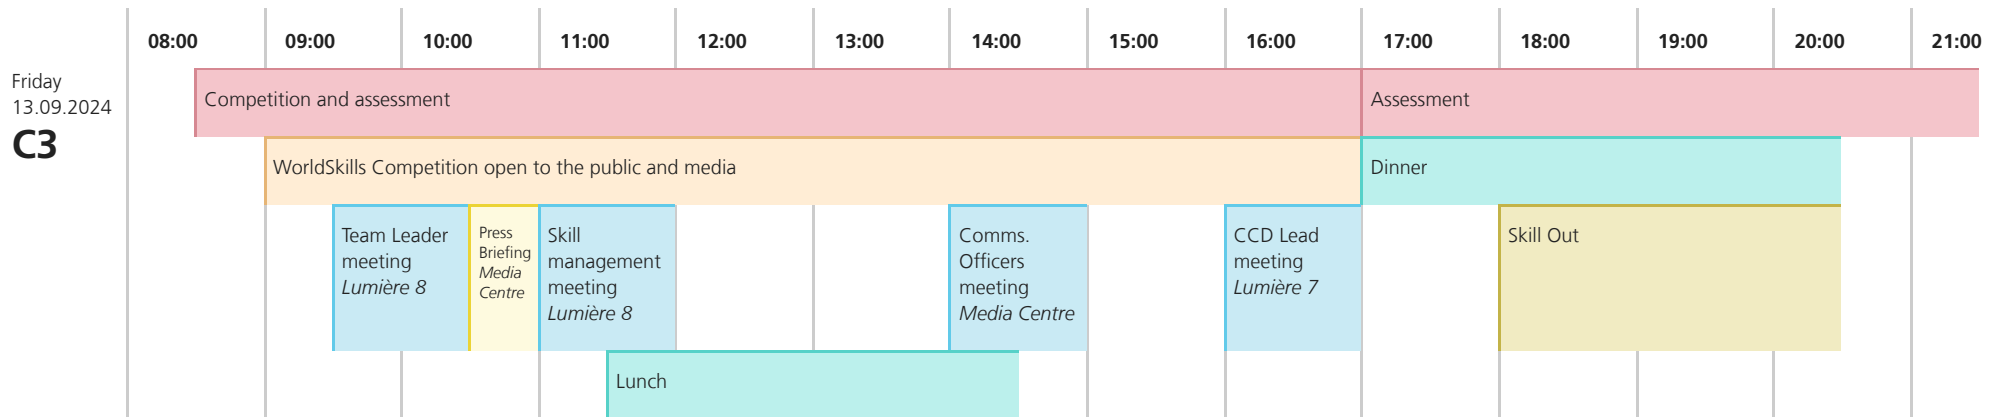 08:00 09:00 10:00 11:00 12:00 13:00 14:00 15:00 16:00 17:00 18:00 19:00 20:00 21:00
Friday
13.09.2024
C3
Competition and assessment
Assessment
WorldSkills Competition open to the public and media
Dinner
Team Leader
meeting
Lumière 8
Press
Briefing
Media
Centre
Skill
management
meeting
Lumière 8
Comms.
Officers
meeting
Media Centre
CCD Lead
meeting
Lumière 7
Skill Out
Lunch